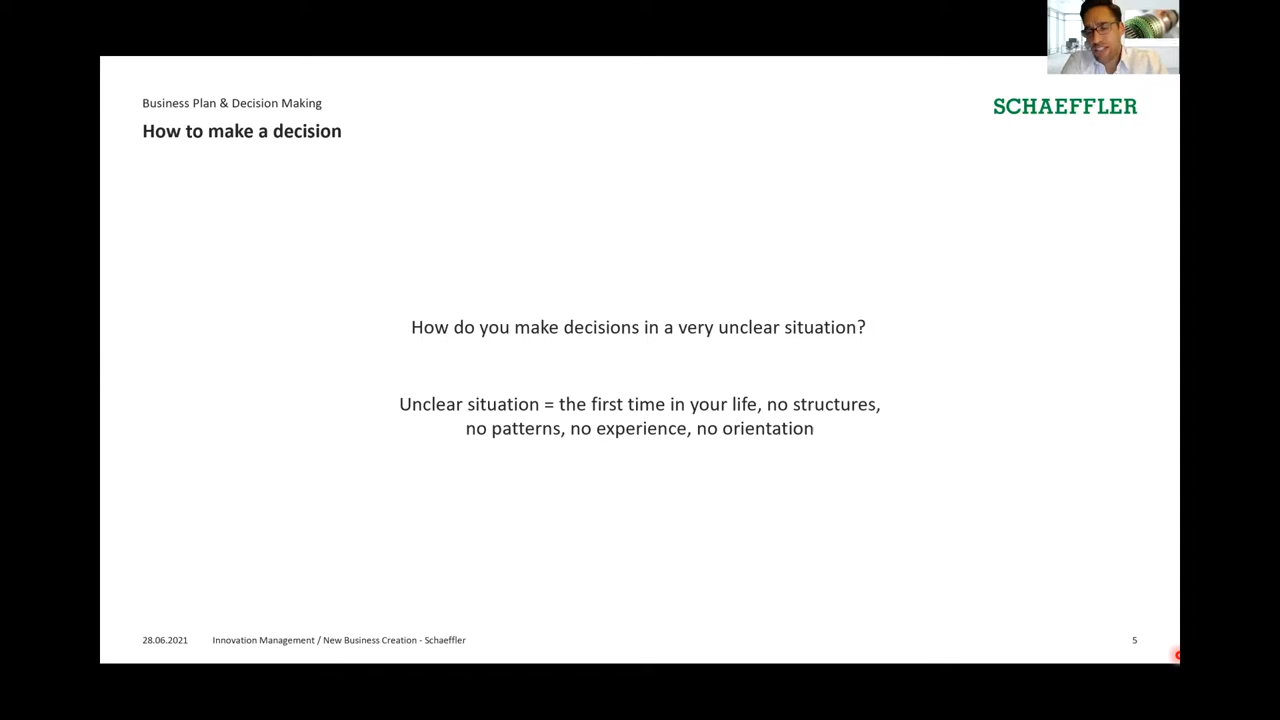 Business Plan & Decision Making
SCHAEFFLER
How to make a decision
How do you make decisions in a very unclear situation?
Unclear situation = the first time in your life, no structures,
no patterns, no experience, no orientation
28.06.2021 Innovation Management / New Business Creation - Schaeffler 5